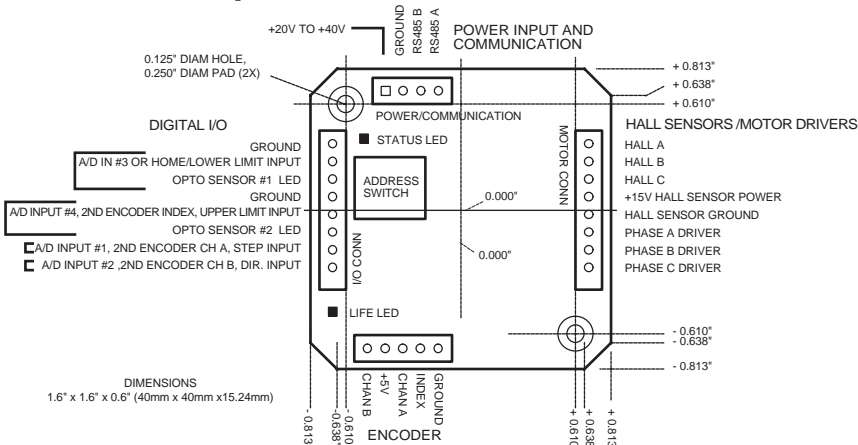 +20V TO +40V
GROUND
RS485 B
RS485 A
POWER INPUT AND
COMMUNICATION
0.125" DIAM HOLE,
0.250" DIAM PAD (2X)
+ 0.813"
+ 0.638"
+ 0.610"
POWER/COMMUNICATION
DIGITAL I/O
STATUS LED
MOTOR CONN
HALL SENSORS /MOTOR DRIVERS
GROUND
A/D IN #3 OR HOME/LOWER LIMIT INPUT
OPTO SENSOR #1 LED
GROUND
A/D INPUT #4, 2ND ENCODER INDEX, UPPER LIMIT INPUT
OPTO SENSOR #2 LED
A/D INPUT #1, 2ND ENCODER CH A, STEP INPUT
A/D INPUT #2 ,2ND ENCODER CH B, DIR. INPUT
I/O CONN
ADDRESS
SWITCH
0.000"
0.000"
HALL A
HALL B
HALL C
+15V HALL SENSOR POWER
HALL SENSOR GROUND
PHASE A DRIVER
PHASE B DRIVER
PHASE C DRIVER
LIFE LED
- 0.610"
- 0.638"
- 0.813"
DIMENSIONS
1.6" x 1.6" x 0.6" (40mm x 40mm x15.24mm)
CHAN B
+5V
CHAN A
INDEX
GROUND
ENCODER
- 0.813
-0.638"
- 0.610
+ 0.610
+ 0.638
+ 0.813